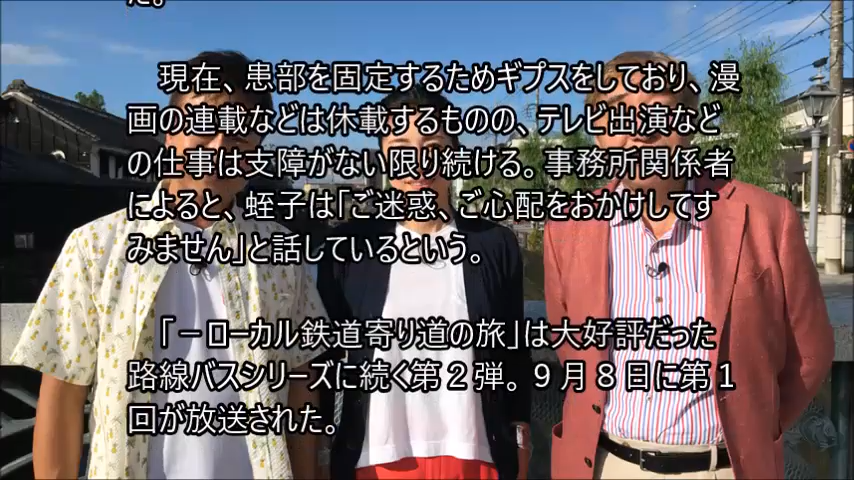 た。
現在、患部を固定するためギプスをしており、漫
画の連載などは休載するものの、テレビ出演など
の仕事は支障がない限り続ける。事務所関係者
によると、蛭子は「ご迷惑、ご心配をおかけしてす
みません」と話しているという。
「－ローカル鉄道寄り道の旅」は大好評だった
路線バスシリーズに続く第２弾。９月８日に第１
回が放送された。